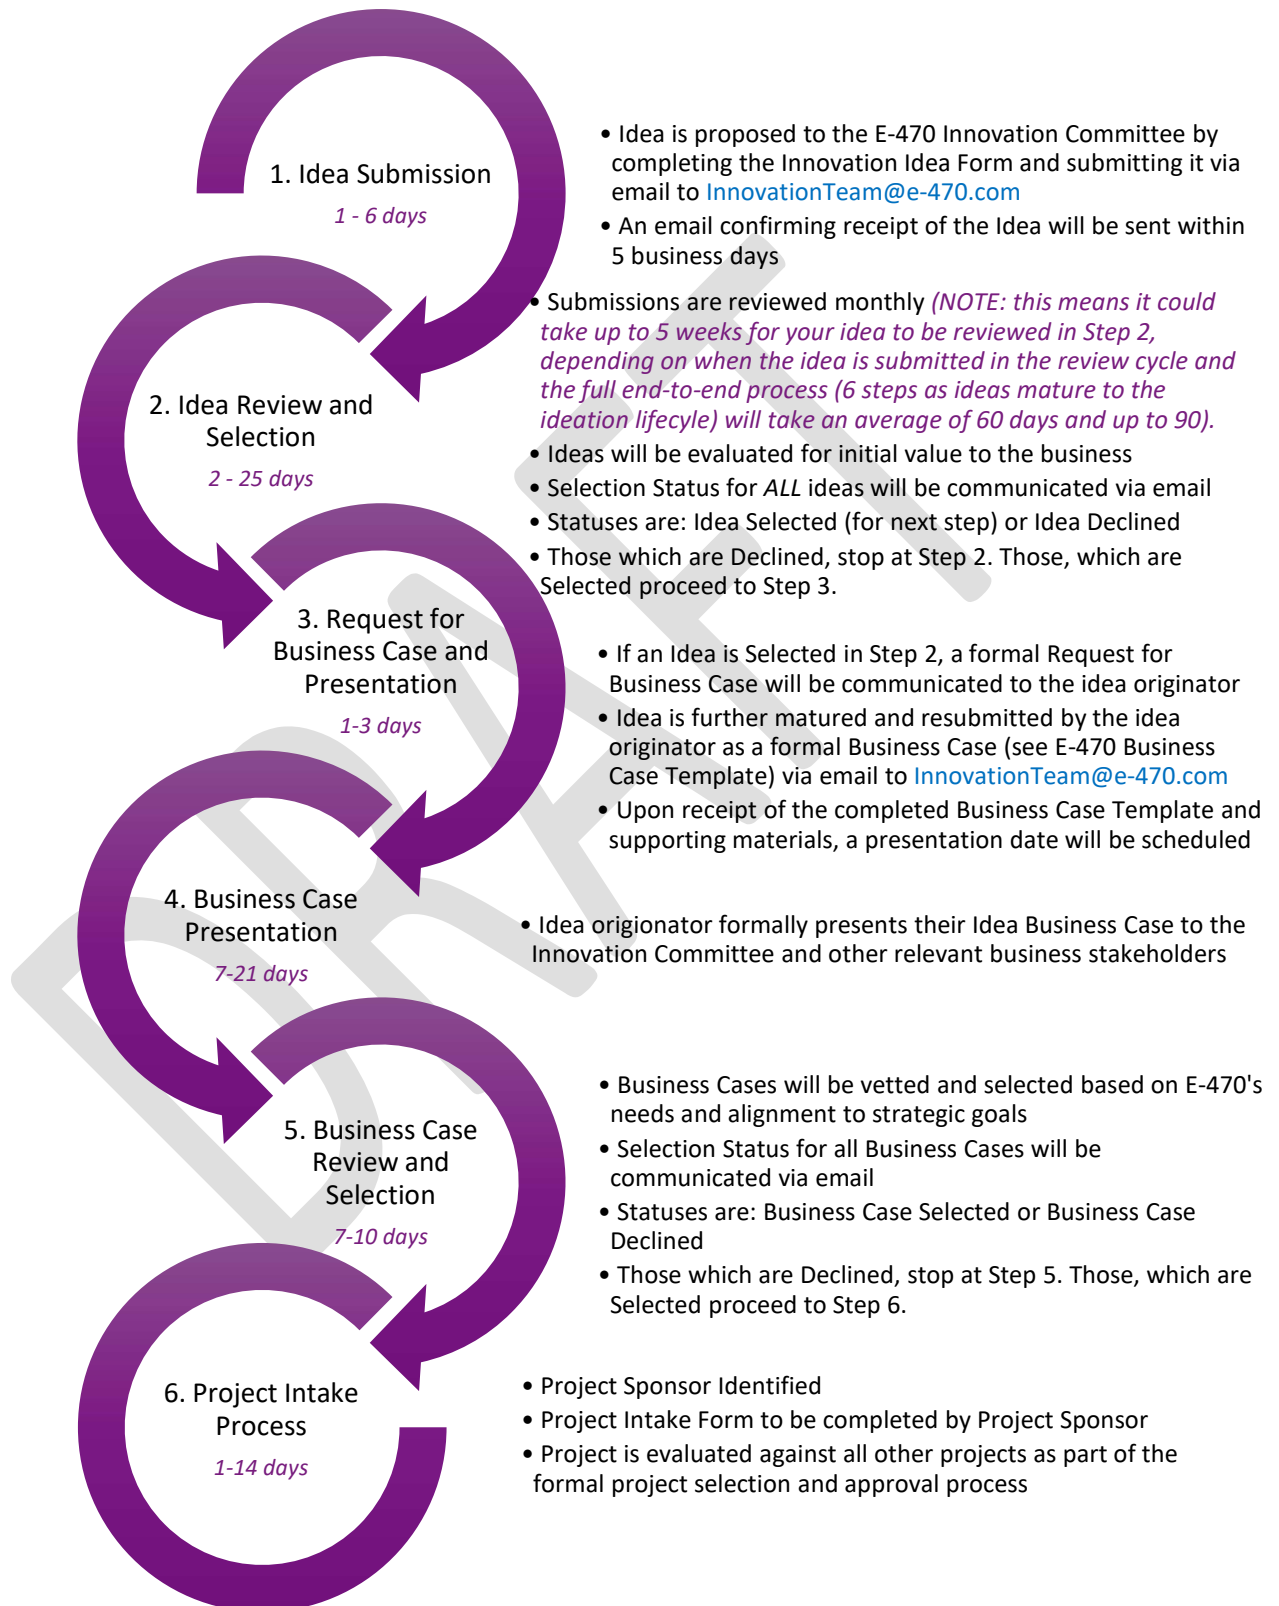 1. Idea Submission
1 - 6 days
• Idea is proposed to the E-470 Innovation Committee by
completing the Innovation Idea Form and submitting it via
email to InnovationTeam@e-470.com
• An email confirming receipt of the Idea will be sent within
5 business days
2. Idea Review and
Selection
2 - 25 days
• Submissions are reviewed monthly (NOTE: this means it could
take up to 5 weeks for your idea to be reviewed in Step 2,
depending on when the idea is submitted in the review cycle and
the full end-to-end process (6 steps as ideas mature to the
ideation lifecyle) will take an average of 60 days and up to 90).
• Ideas will be evaluated for initial value to the business
• Selection Status for ALL ideas will be communicated via email
• Statuses are: Idea Selected (for next step) or Idea Declined
• Those which are Declined, stop at Step 2. Those, which are
Selected proceed to Step 3.
3. Request for
Business Case and
Presentation
1-3 days
• If an Idea is Selected in Step 2, a formal Request for
Business Case will be communicated to the idea originator
• Idea is further matured and resubmitted by the idea
originator as a formal Business Case (see E-470 Business
Case Template) via email to InnovationTeam@e-470.com
• Upon receipt of the completed Business Case Template and
supporting materials, a presentation date will be scheduled
4. Business Case
Presentation
7-21 days
• Idea origionator formally presents their Idea Business Case to the
Innovation Committee and other relevant business stakeholders
5. Business Case
Review and
Selection
7-10 days
• Business Cases will be vetted and selected based on E-470's
needs and alignment to strategic goals
• Selection Status for all Business Cases will be
communicated via email
• Statuses are: Business Case Selected or Business Case
Declined
• Those which are Declined, stop at Step 5. Those, which are
Selected proceed to Step 6.
6. Project Intake
Process
1-14 days
• Project Sponsor Identified
• Project Intake Form to be completed by Project Sponsor
• Project is evaluated against all other projects as part of the
formal project selection and approval process
DRAFT